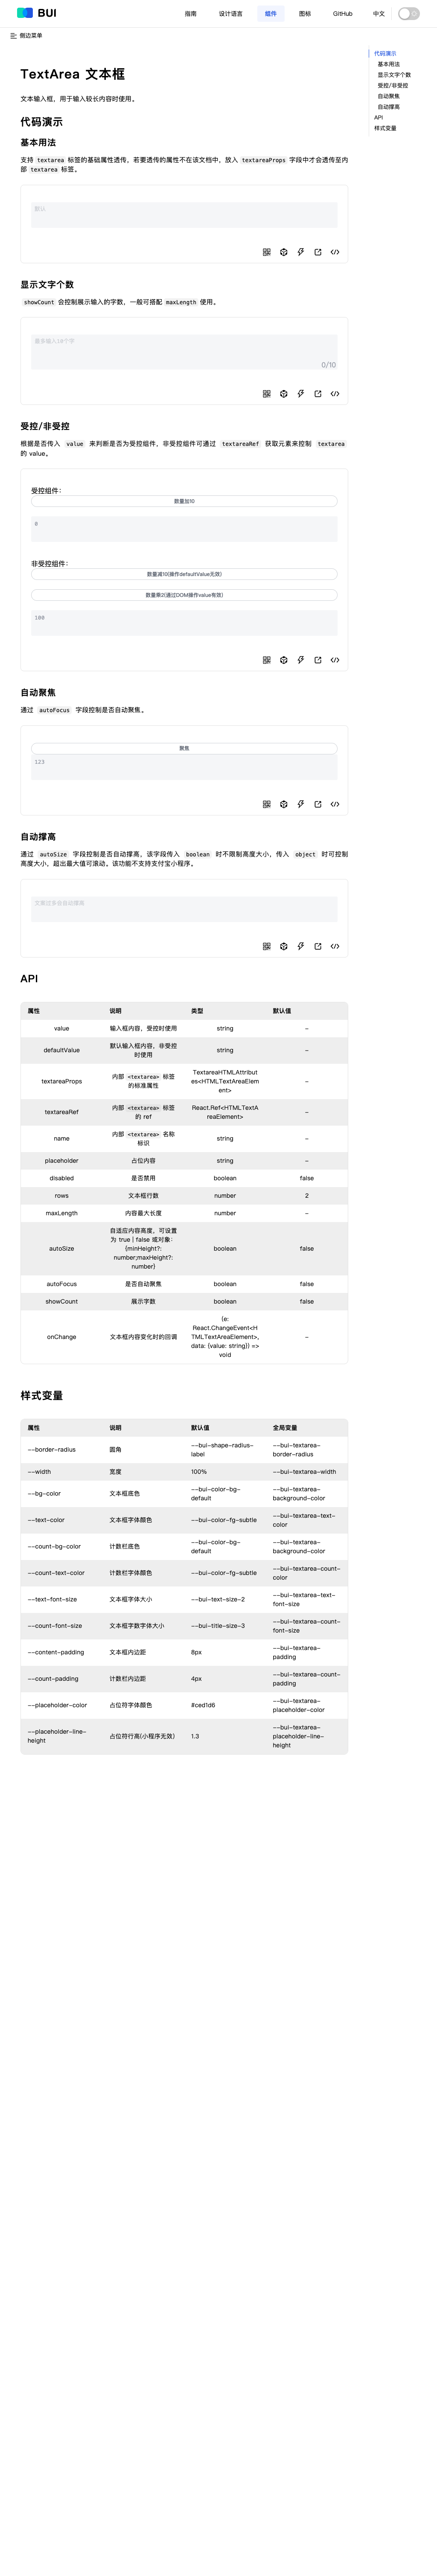 BUI
指南 设计语言 组件 图标 GitHub 中文
侧边菜单
代码演示
基本用法
显示文字个数
受控/非受控
自动聚焦
自动撑高
API
样式变量
TextArea 文本框
文本输入框，用于输入较长内容时使用。
代码演示
基本用法
支持 textarea 标签的基础属性透传，若要透传的属性不在该文档中，放入 textareaProps 字段中才会透传至内
部 textarea 标签。
默认
显示文字个数
showCount 会控制展示输入的字数，一般可搭配 maxLength 使用。
最多输入10个字
0/10
受控/非受控
根据是否传入 value 来判断是否为受控组件，非受控组件可通过 textareaRef 获取元素来控制 textarea
的 value。
受控组件：
数量加10
0
非受控组件：
数量减10(操作defaultValue无效)
数量乘2(通过DOM操作value有效)
100
自动聚焦
通过 autoFocus 字段控制是否自动聚焦。
聚焦
123
自动撑高
通过 autoSize 字段控制是否自动撑高，该字段传入 boolean 时不限制高度大小，传入 object 时可控制
高度大小，超出最大值可滚动。该功能不支持支付宝小程序。
文案过多会自动撑高
API
属性 说明 类型 默认值
value 输入框内容，受控时使用 string -
defaultValue 默认输入框内容，非受控
时使用 string -
textareaProps 内部 <textarea> 标签
的标准属性 TextareaHTMLAttribut
es<HTMLTextAreaElem
ent> -
textareaRef 内部 <textarea> 标签
的 ref React.Ref<HTMLTextA
reaElement> -
name 内部 <textarea> 名称
标识 string -
placeholder 占位内容 string -
disabled 是否禁用 boolean false
rows 文本框行数 number 2
maxLength 内容最大长度 number -
autoSize 自适应内容高度，可设置
为 true | false 或对象：
{minHeight?:
number;maxHeight?:
number} boolean false
autoFocus 是否自动聚焦 boolean false
showCount 展示字数 boolean false
onChange 文本框内容变化时的回调 (e:
React.ChangeEvent<H
TMLTextAreaElement>,
data: {value: string}) =>
void -
样式变量
属性 说明 默认值 全局变量
--border-radius 圆角 --bui-shape-radius-
label --bui-textarea-
border-radius
--width 宽度 100% --bui-textarea-width
--bg-color 文本框底色 --bui-color-bg-
default --bui-textarea-
background-color
--text-color 文本框字体颜色 --bui-color-fg-subtle --bui-textarea-text-
color
--count-bg-color 计数栏底色 --bui-color-bg-
default --bui-textarea-
background-color
--count-text-color 计数栏字体颜色 --bui-color-fg-subtle --bui-textarea-count-
color
--text-font-size 文本框字体大小 --bui-text-size-2 --bui-textarea-text-
font-size
--count-font-size 文本框字数字体大小 --bui-title-size-3 --bui-textarea-count-
font-size
--content-padding 文本框内边距 8px --bui-textarea-
padding
--count-padding 计数栏内边距 4px --bui-textarea-count-
padding
--placeholder-color 占位符字体颜色 #ced1d6 --bui-textarea-
placeholder-color
--placeholder-line-
height 占位符行高(小程序无效) 1.3 --bui-textarea-
placeholder-line-
height